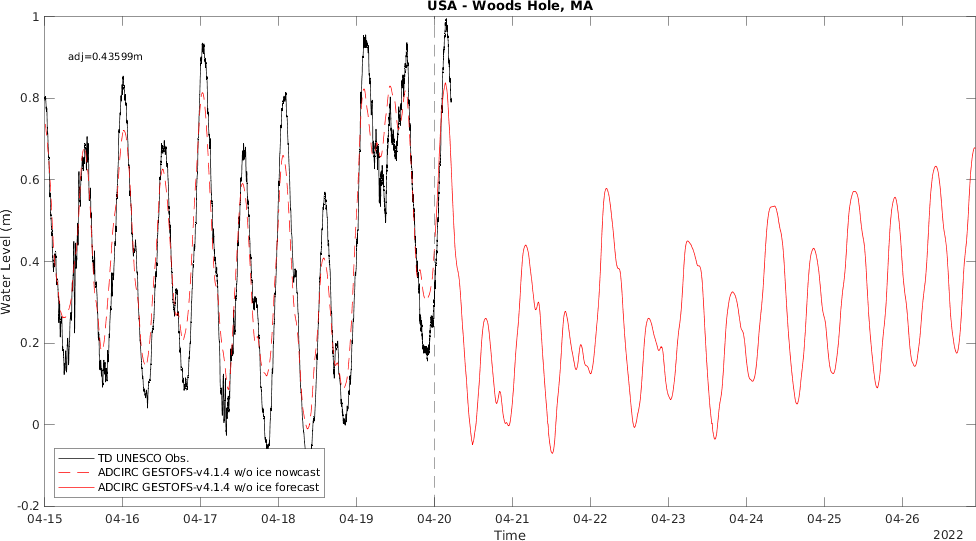 USA - Woods Hole, MA
adj=0.43599m
Water Level (m)
1
0.8
0.6
0.4
0.2
0
-0.2
TD UNESCO Obs.
ADCIRC GESTOFS-v4.1.4 w/o ice nowcast
ADCIRC GESTOFS-v4.1.4 w/o ice forecast
04-15 04-16 04-17 04-18 04-19 04-20 04-21 04-22 04-23 04-24 04-25 04-26
Time
2022